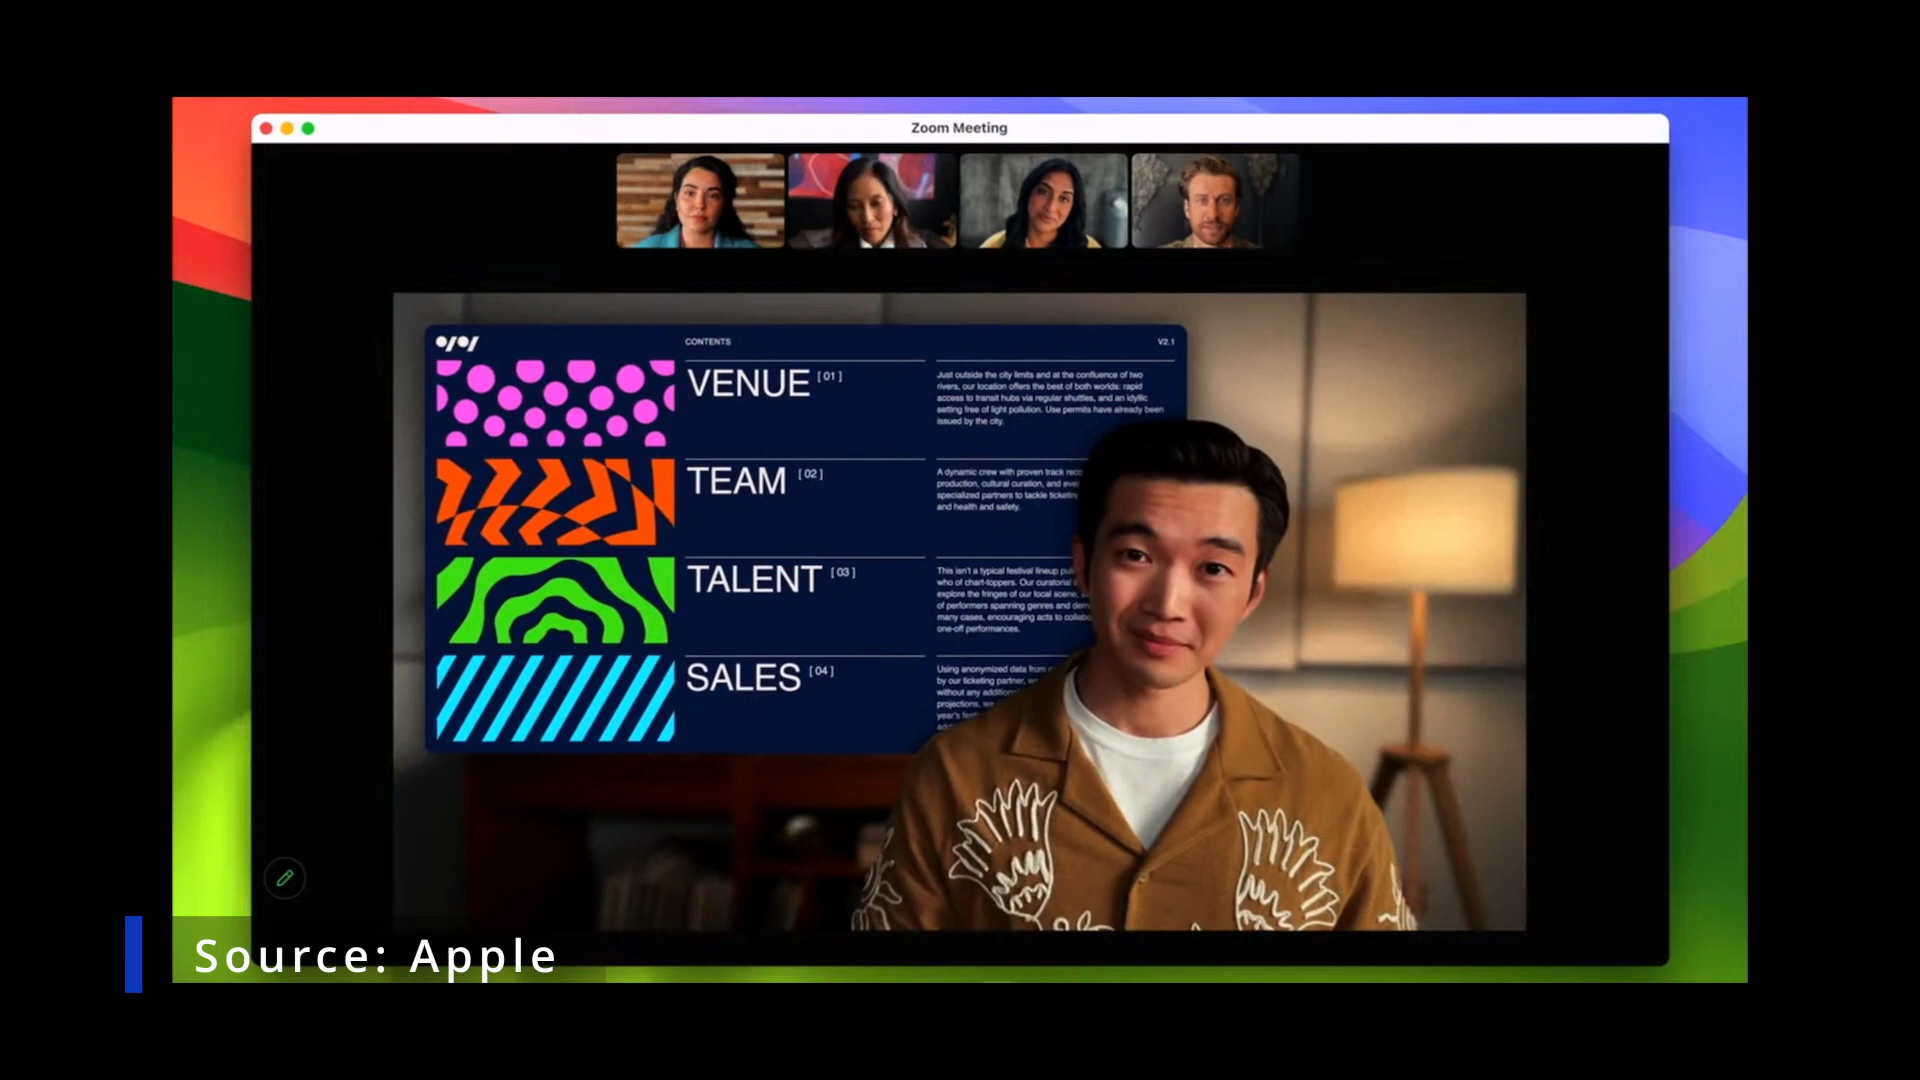 Zoom Meeting
CONTENTS
V2.1
VENUE [ 01 ]
Just outside the city limits and at the confluence of two
rivers, our location offers the best of both worlds: rapid
access to transit hubs via regular shuttles, and an idyllic
setting free of light pollution. Use permits have already been
issued by the city.
TEAM [ 02 ]
A dynamic crew with proven track
production, cultural curation, and
specialized partners to tackle
and health and safety.
TALENT [ 03 ]
This isn't a typical festival lineup
who of chart-toppers. Our curatorial
explore the fringes of our local scene,
of performers spanning genres and
many cases, encouraging acts to
one-off performances.
SALES [ 04 ]
Using anonymized data from
by our ticketing partner,
without any
projections,
year's
Source: Apple